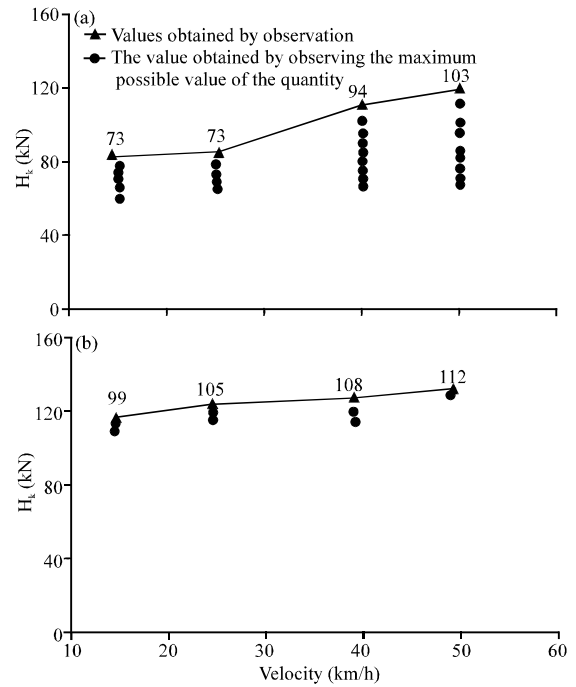 160 (a)
Values obtained by observation
The value obtained by observing the maximum
possible value of the quantity
120
103
94
73 73
80
Hk (kN)
40
0
160 (b)
99 105 108 112
120
80
Hk (kN)
40
0
10 20 30 40 50 60
Velocity (km/h)